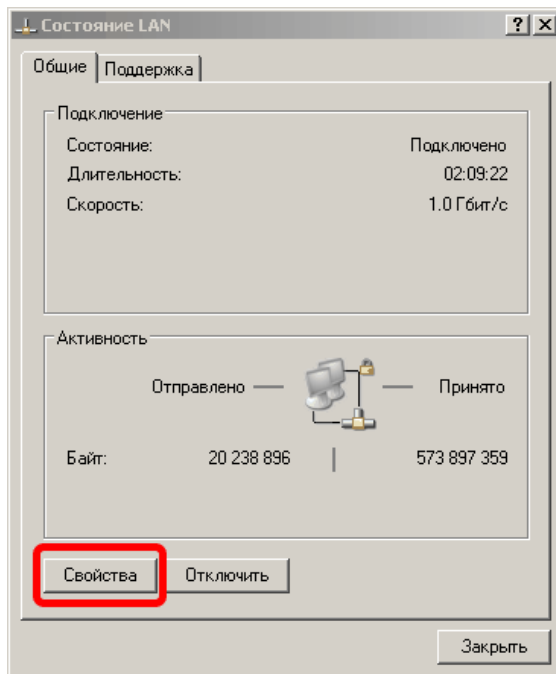 Состояние LAN
Общие Поддержка
Подключение
Состояние: Подключено
Длительность: 02:09:22
Скорость: 1.0 Гбит/с
Активность
Отправлено Принято
Байт: 20 238 896 573 897 359
Свойства Отключить
Закрыть